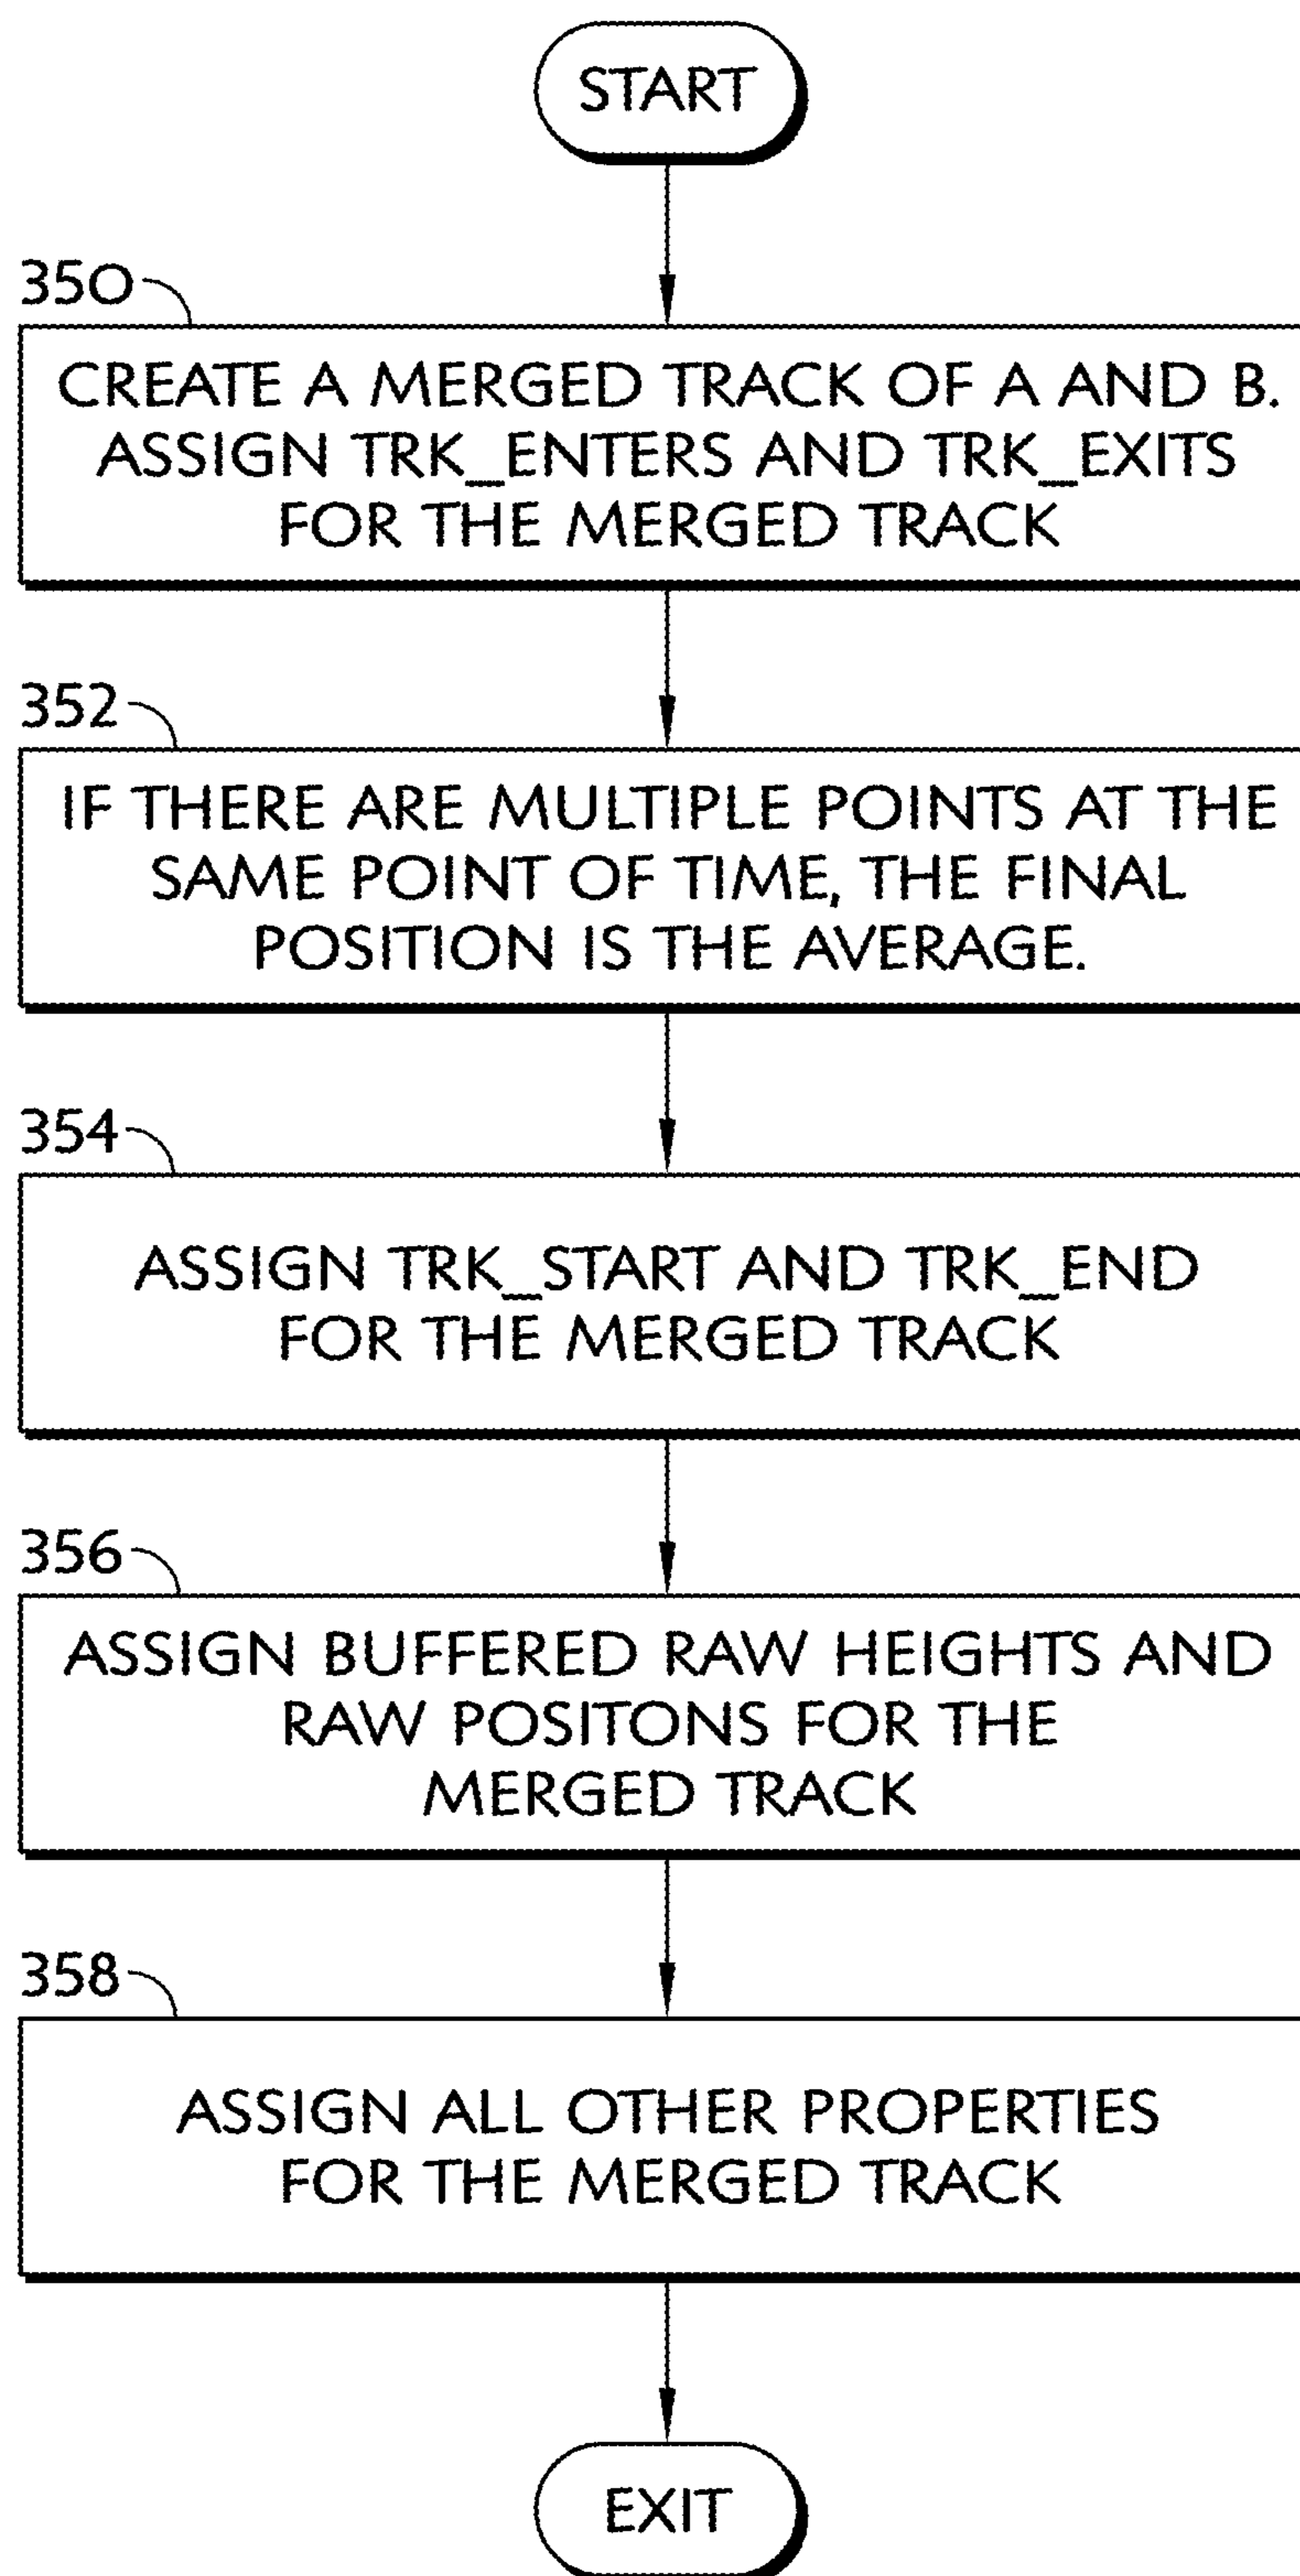 START
350
CREATE A MERGED TRACK OF A AND B.
ASSIGN TRK_ENTERS AND TRK_EXITS
FOR THE MERGED TRACK
352
IF THERE ARE MULTIPLE POINTS AT THE
SAME POINT OF TIME, THE FINAL
POSITION IS THE AVERAGE.
354
ASSIGN TRK_START AND TRK_END
FOR THE MERGED TRACK
356
ASSIGN BUFFERED RAW HEIGHTS AND
RAW POSITONS FOR THE
MERGED TRACK
358
ASSIGN ALL OTHER PROPERTIES
FOR THE MERGED TRACK
EXIT